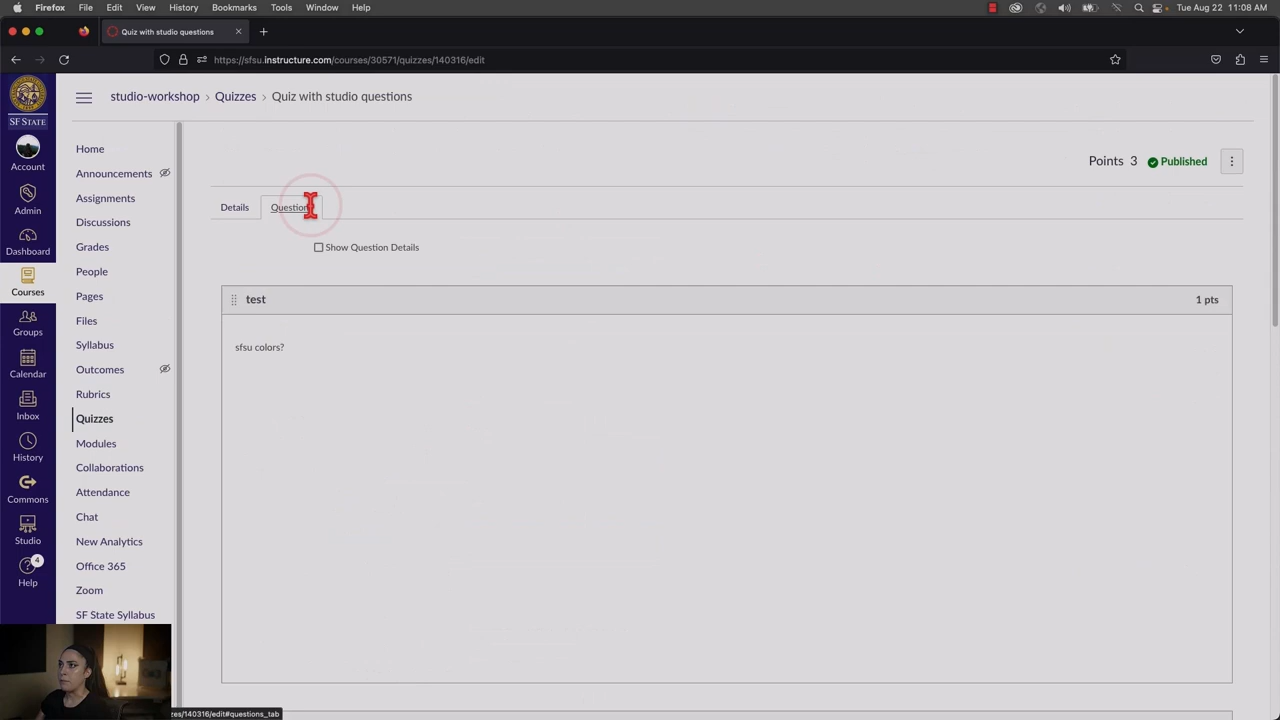 Firefox File Edit View History Bookmarks Tools Window Help Tue Aug 22 11:08 AM
Quiz with studio questions
https://sfsu.instructure.com/courses/30571/quizzes/140316/edit
SF STATE
Account
Admin
Dashboard
Courses
Groups
Calendar
Inbox
History
Commons
Studio
4
Help
studio-workshop › Quizzes › Quiz with studio questions
Home
Announcements
Assignments
Discussions
Grades
People
Pages
Files
Syllabus
Outcomes
Rubrics
Quizzes
Modules
Collaborations
Attendance
Chat
New Analytics
Office 365
Zoom
SF State Syllabus
Points 3 Published
Details Question
Show Question Details
test 1 pts
sfsu colors?
zes/140316/edit#questions_tab